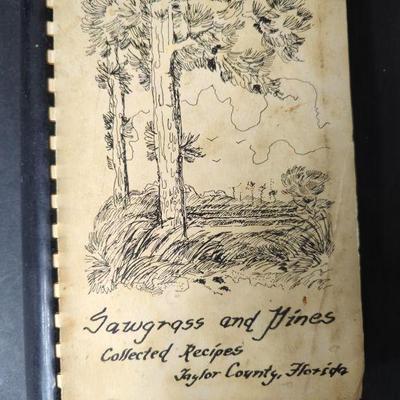 Sawgrass and Pines
Collected Recipes
Taylor County, Florida